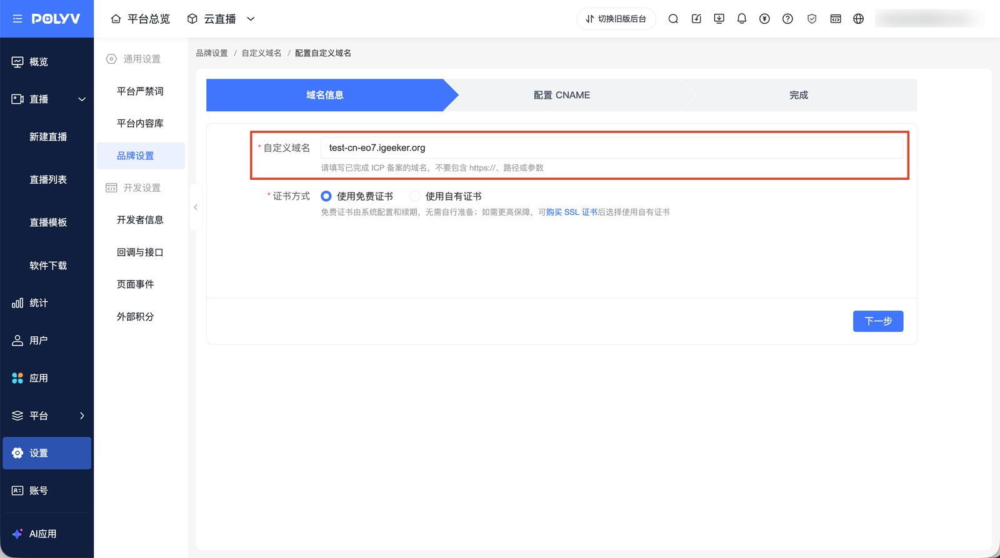 POLYV
平台总览
云直播
切换旧版后台
概览
直播
新建直播
直播列表
直播模板
软件下载
统计
用户
应用
平台
设置
账号
AI应用
通用设置
平台严禁词
平台内容库
品牌设置
开发设置
开发者信息
回调与接口
页面事件
外部积分
品牌设置 / 自定义域名 / 配置自定义域名
域名信息
配置 CNAME
完成
* 自定义域名 test-cn-eo7.igeeker.org
请填写已完成 ICP 备案的域名，不要包含 https://、路径或参数
* 证书方式 使用免费证书 使用自有证书
免费证书由系统配置和续期，无需自行准备；如需更高保障，可购买 SSL 证书后选择使用自有证书
下一步